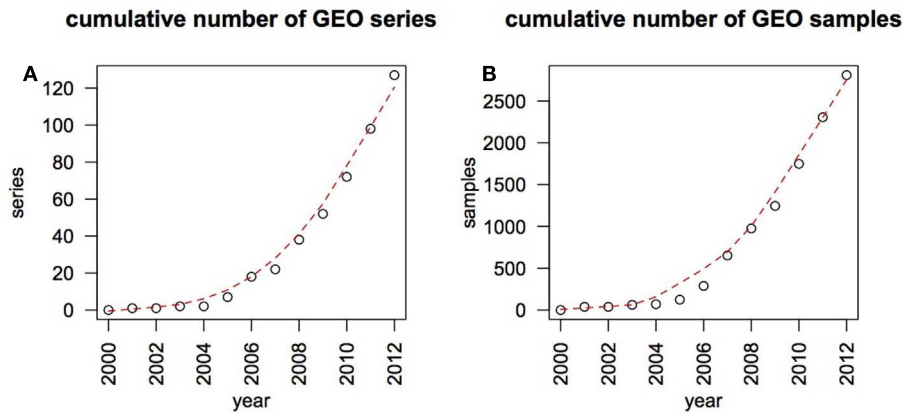 cumulative number of GEO series
A
120
100
80
60
40
20
0
series
2000 2002 2004 2006 2008 2010 2012
year
cumulative number of GEO samples
B
2500
2000
1500
1000
500
0
samples
2000 2002 2004 2006 2008 2010 2012
year